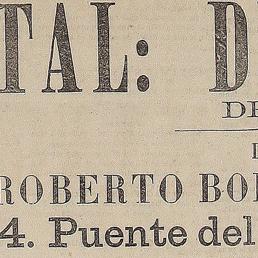 TAL: D
DE
ROBERTO BO
4. Puente del